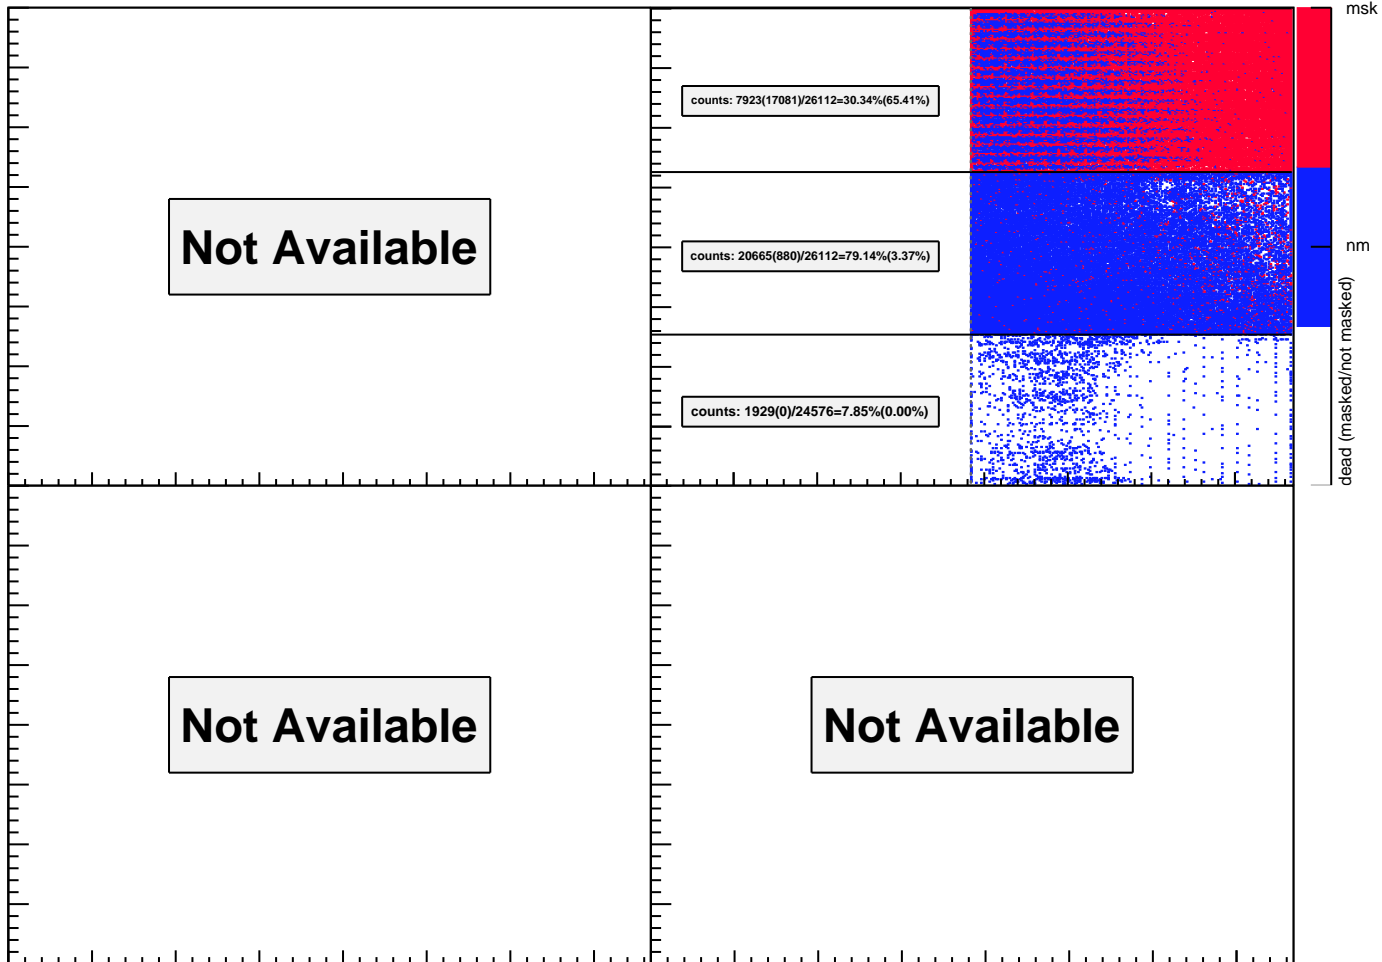 msk
counts: 7923(17081)/26112=30.34%(65.41%)
Not Available
counts: 20665(880)/26112=79.14%(3.37%)
nm
dead (masked/not masked)
counts: 1929(0)/24576=7.85%(0.00%)
Not Available
Not Available